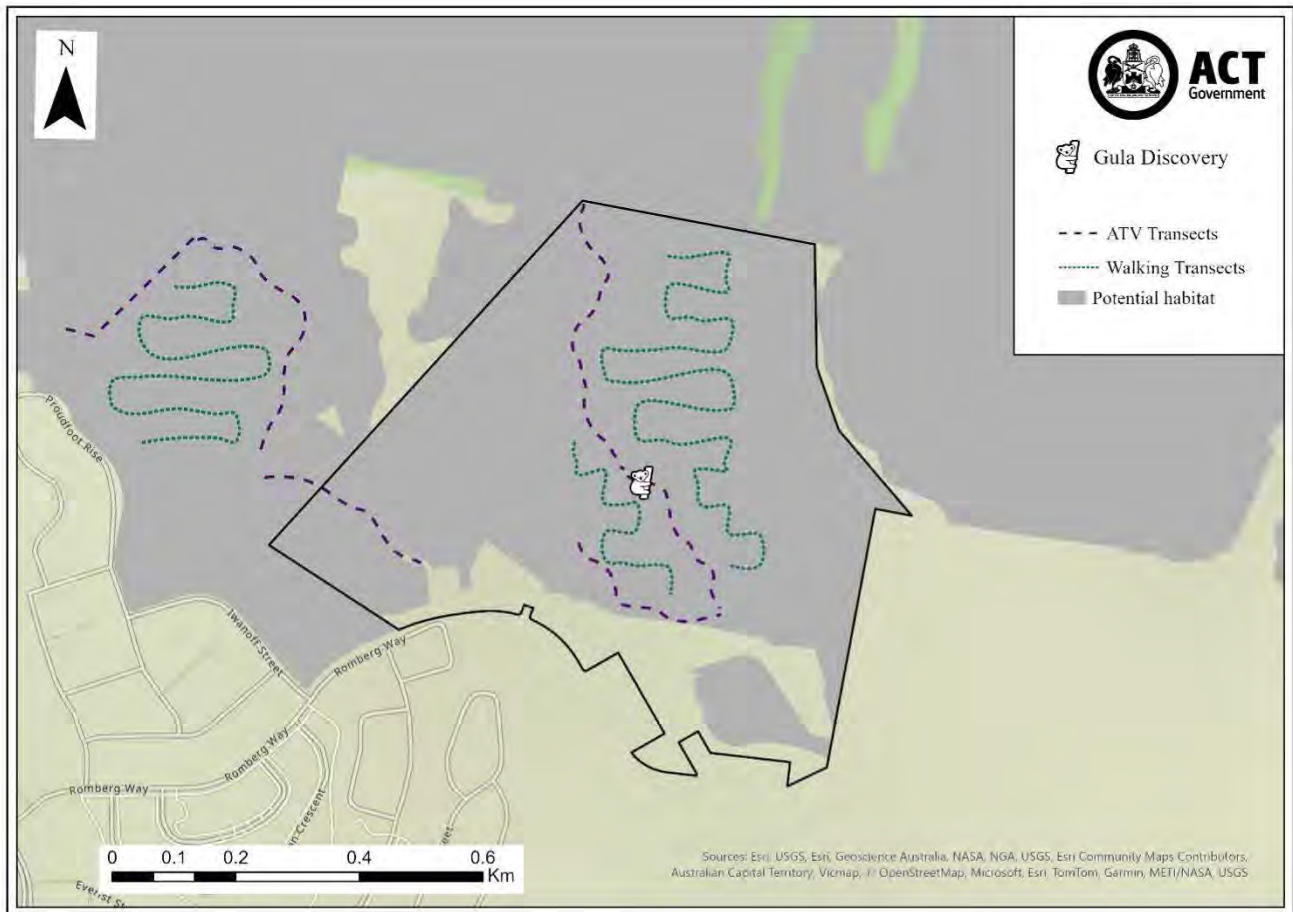 N
ACT
Government
Gula Discovery
ATV Transects
Walking Transects
Potential habitat
Proudfoot Rise
Iwanoff Street
Romberg Way
Romberg Way
Romberg Way
Crescent
Everist
0 0.1 0.2 0.4 0.6
Km
Sources: Esri, USGS, Esri, Geoscience Australia, NASA, NGA, USGS, Esri Community Maps Contributors,
Australian Capital Territory, Vicmap, © OpenStreetMap, Microsoft, Esri, TomTom, Garmin, METI/NASA, USGS